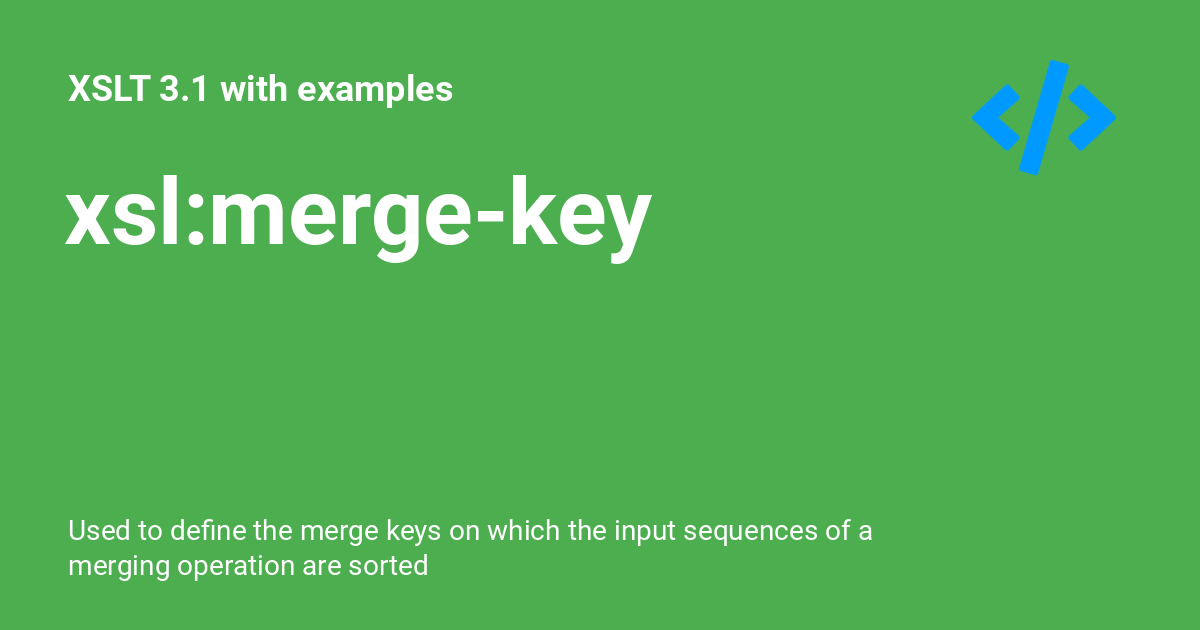 XSLT 3.1 with examples
xsl:merge-key
Used to define the merge keys on which the input sequences of a
merging operation are sorted